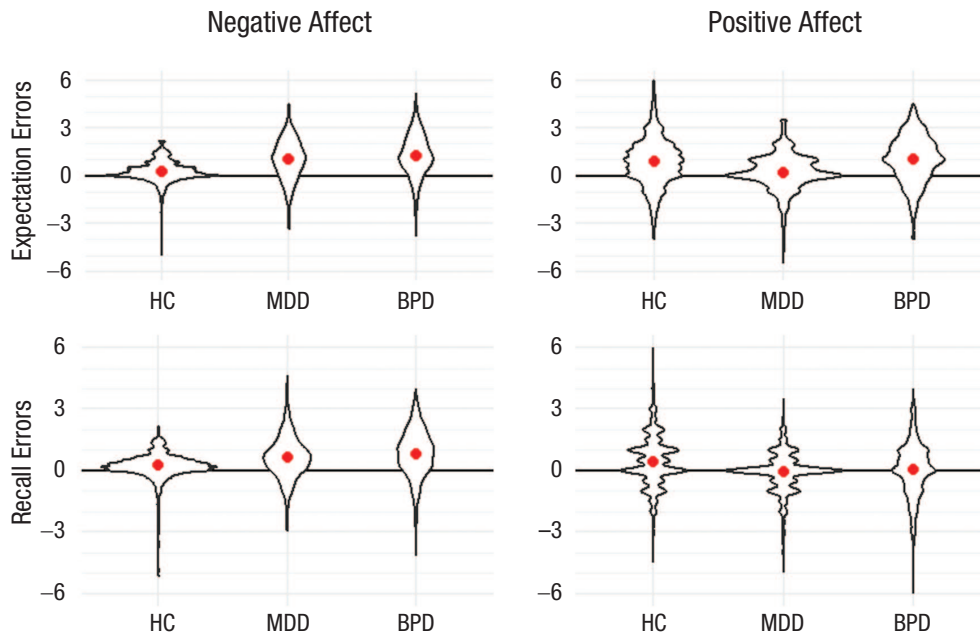 Negative Affect
Positive Affect
Expectation Errors
6
3
0
−3
−6
HC
MDD
BPD
6
3
0
−3
−6
HC
MDD
BPD
Recall Errors
6
3
0
−3
−6
HC
MDD
BPD
6
3
0
−3
−6
HC
MDD
BPD